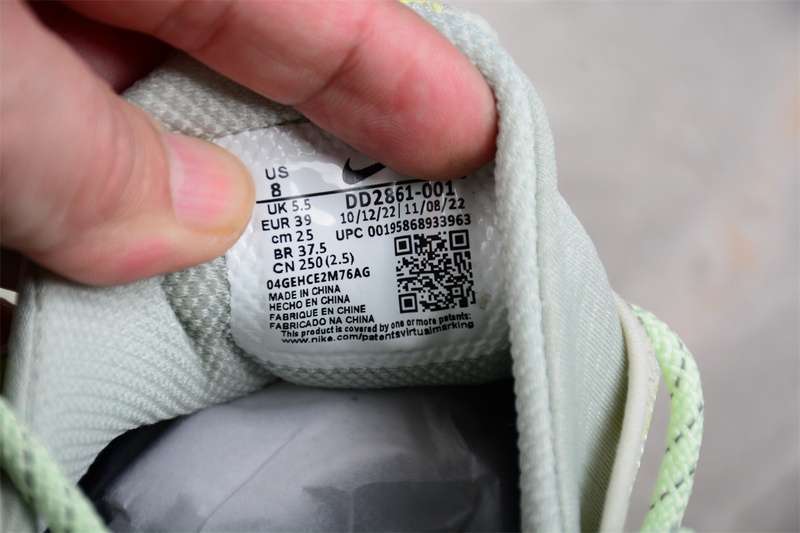 US
8
UK 5.5
EUR 39
cm 25
BR 37.5
CN 250 (2.5)
DD2861-001
10/12/22 | 11/08/22
UPC 00195868933963
04GEHCE2M76AG
MADE IN CHINA
HECHO EN CHINA
FABRIQUE EN CHINE
FABRICADO NA CHINA
This product is covered by one or more patents:
www.nike.com/patentsvirtualmarking